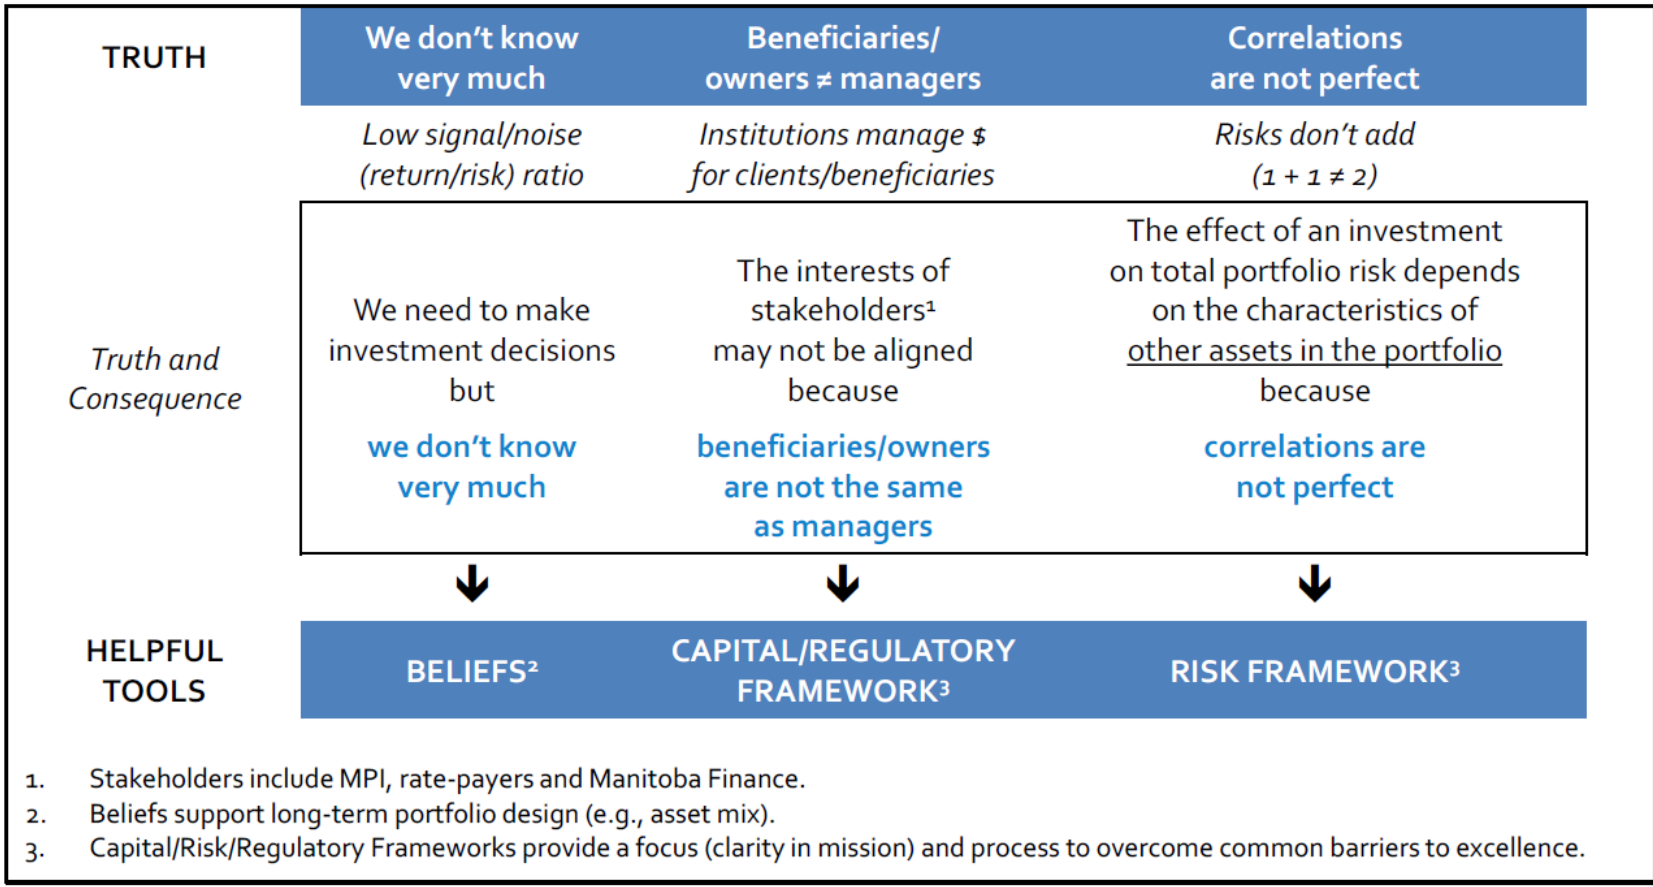 TRUTH
We don't know
very much
Beneficiaries/
owners ≠ managers
Correlations
are not perfect
Low signal/noise
(return/risk) ratio
Institutions manage $
for clients/beneficiaries
Risks don't add
(1 + 1 ≠ 2)
Truth and
Consequence
We need to make
investment decisions
but
we don't know
very much
The interests of
stakeholders¹
may not be aligned
because
beneficiaries/owners
are not the same
as managers
The effect of an investment
on total portfolio risk depends
on the characteristics of
other assets in the portfolio
because
correlations are
not perfect
HELPFUL
TOOLS
BELIEFS²
CAPITAL/REGULATORY
FRAMEWORK³
RISK FRAMEWORK³
1. Stakeholders include MPI, rate-payers and Manitoba Finance.
2. Beliefs support long-term portfolio design (e.g., asset mix).
3. Capital/Risk/Regulatory Frameworks provide a focus (clarity in mission) and process to overcome common barriers to excellence.